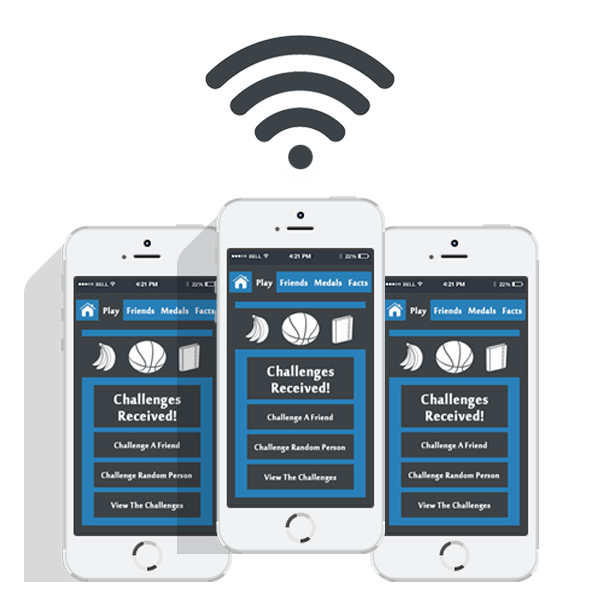 BELL 4:21 PM 22%
Play Friends Medals Facts
Challenges
Received!
Challenge A Friend
Challenge Random Person
View The Challenges
BELL 4:21 PM 22%
Play Friends Medals Facts
Challenges
Received!
Challenge A Friend
Challenge Random Person
View The Challenges
4:21 PM 22%
Play Friends Medals Facts
Challenges
Received!
Challenge A Friend
Challenge Random Person
View The Challenges